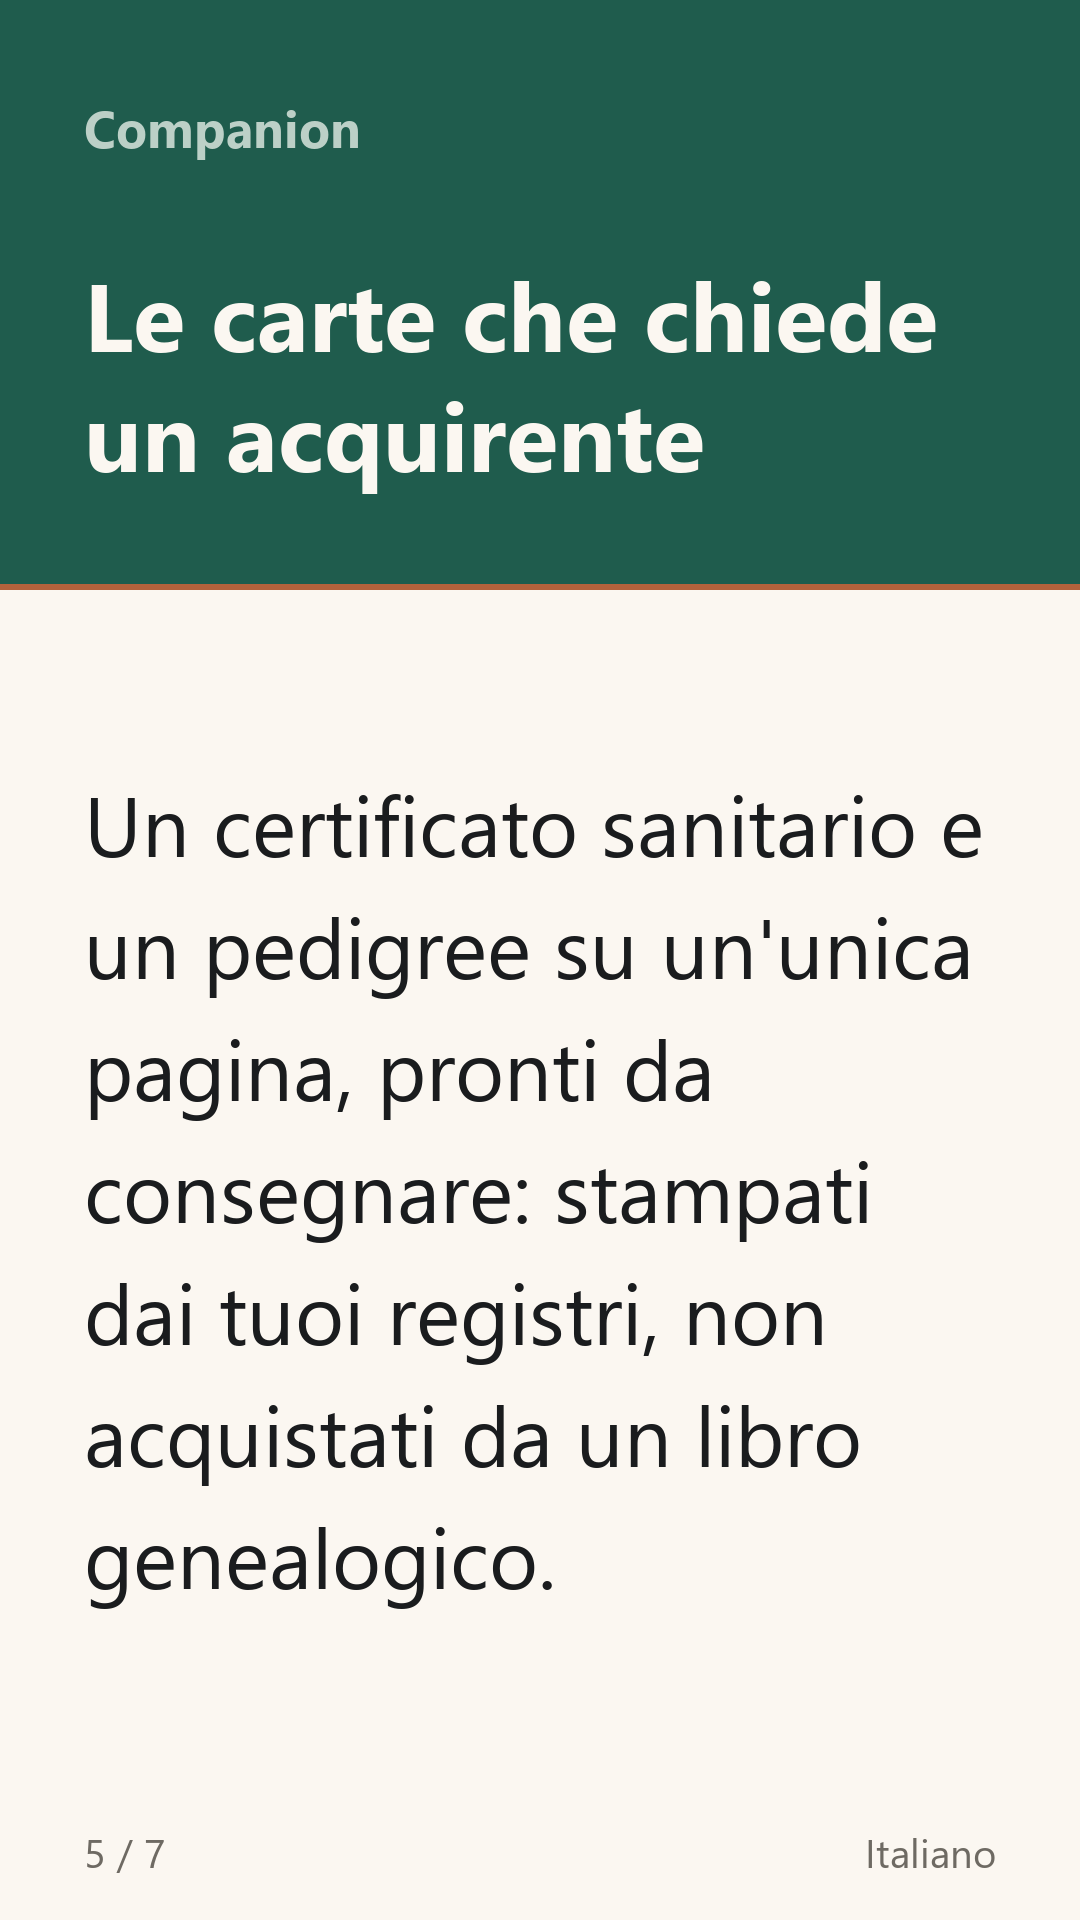 Companion
Le carte che chiede
un acquirente
Un certificato sanitario e
un pedigree su un'unica
pagina, pronti da
consegnare: stampati
dai tuoi registri, non
acquistati da un libro
genealogico.
5 / 7
Italiano